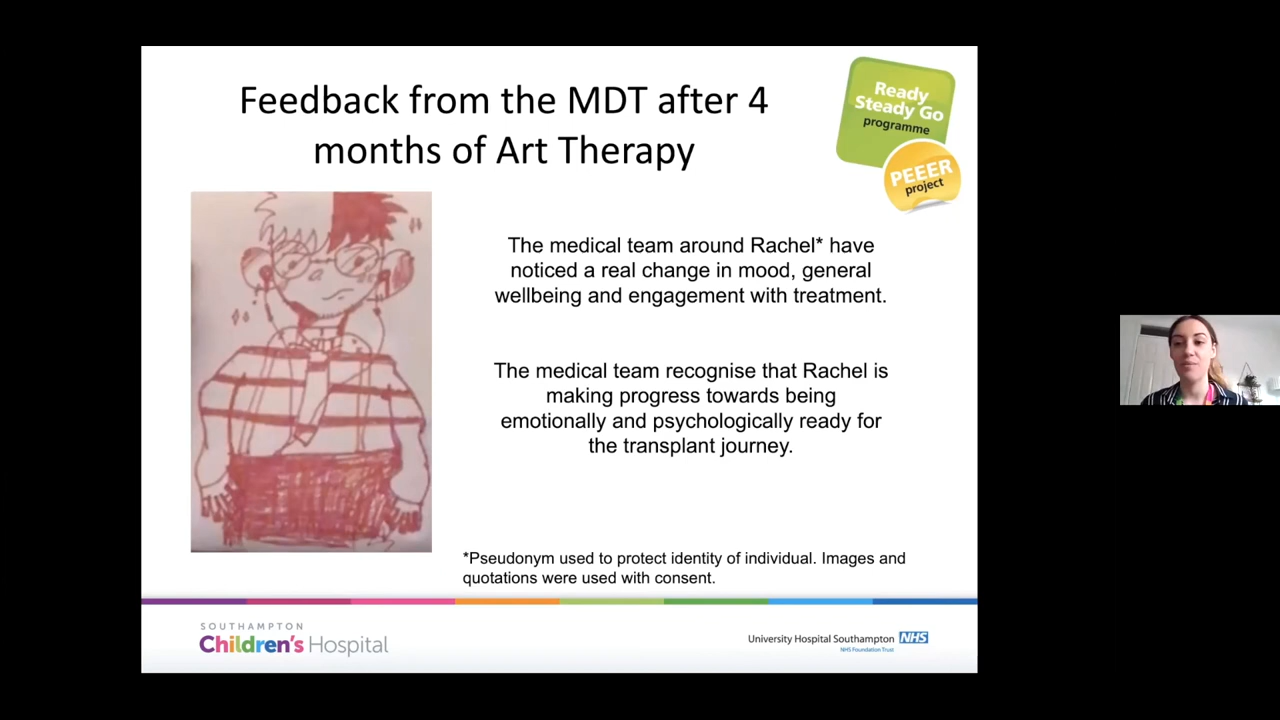 Feedback from the MDT after 4
months of Art Therapy
Ready
Steady Go
programme
PEEER
project
The medical team around Rachel* have
noticed a real change in mood, general
wellbeing and engagement with treatment.
The medical team recognise that Rachel is
making progress towards being
emotionally and psychologically ready for
the transplant journey.
*Pseudonym used to protect identity of individual. Images and
quotations were used with consent.
SOUTHAMPTON
Children's Hospital
University Hospital Southampton NHS
NHS Foundation Trust